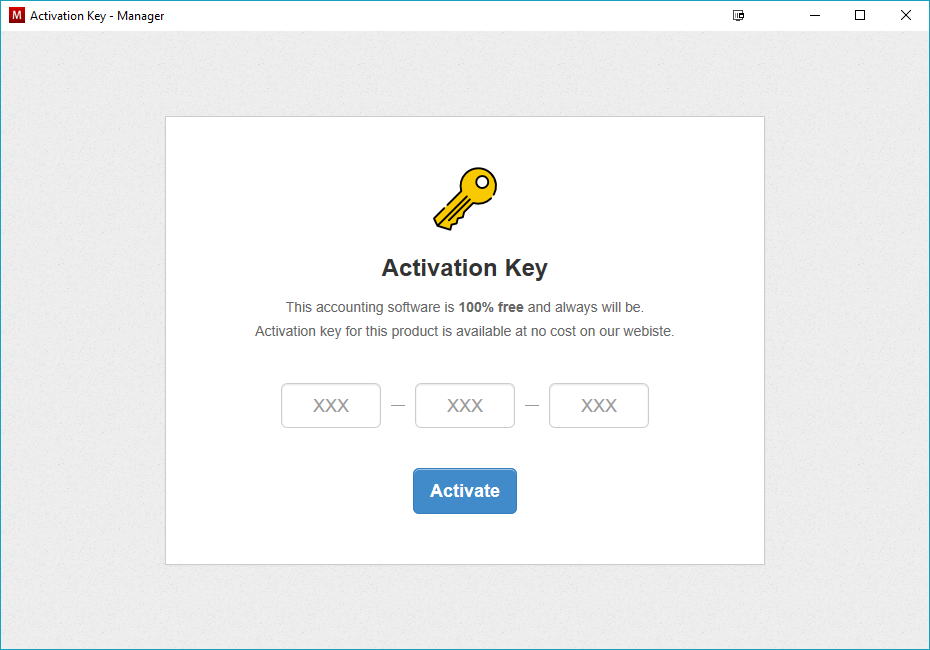 M Activation Key - Manager
Activation Key
This accounting software is 100% free and always will be.
Activation key for this product is available at no cost on our webiste.
XXX — XXX — XXX
Activate